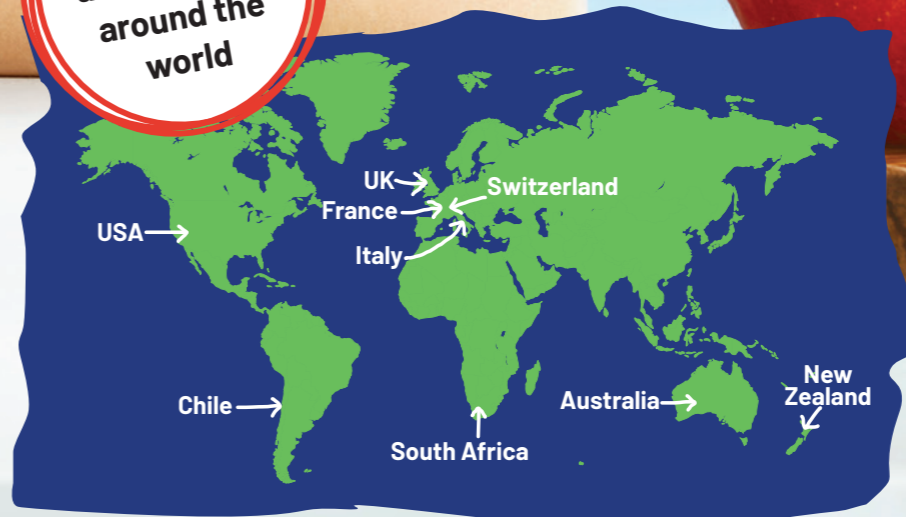 around the
world
UK
Switzerland
France
USA
Italy
New
Zealand
Chile
Australia
South Africa